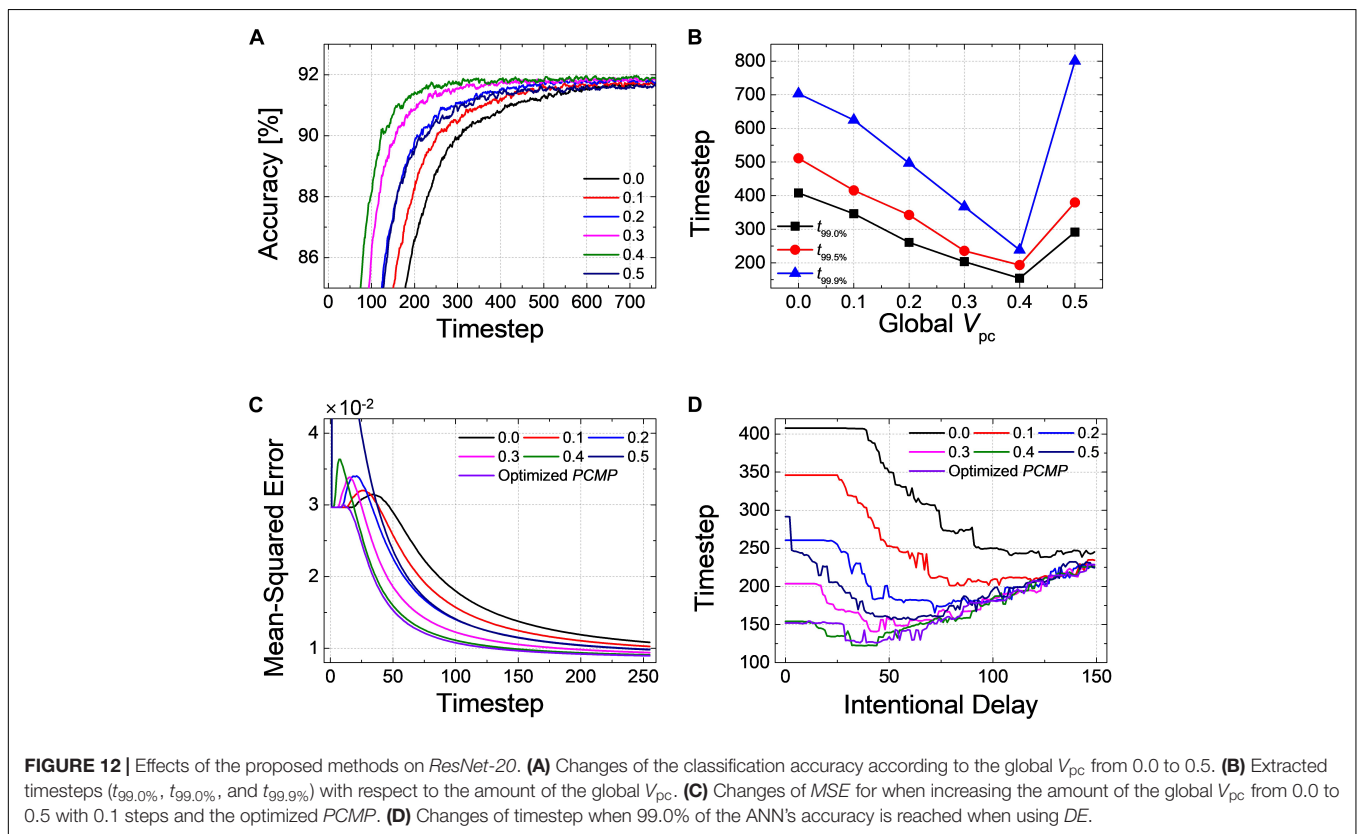 A
Accuracy [%]
92
90
88
86
0.0
0.1
0.2
0.3
0.4
0.5
0 100 200 300 400 500 600 700
Timestep
B
Timestep
800
700
600
500
400
300
200
t99.0%
t99.5%
t99.9%
0.0 0.1 0.2 0.3 0.4 0.5
Global Vpc
C
×10-2
Mean-Squared Error
4
3
2
1
0.0 0.1 0.2
0.3 0.4 0.5
Optimized PCMP
0 50 100 150 200 250
Timestep
D
Timestep
400
350
300
250
200
150
100
0.0 0.1 0.2
0.3 0.4 0.5
Optimized PCMP
0 50 100 150
Intentional Delay
FIGURE 12 | Effects of the proposed methods on ResNet-20. (A) Changes of the classification accuracy according to the global Vpc from 0.0 to 0.5. (B) Extracted
timesteps (t99.0%, t99.0%, and t99.9%) with respect to the amount of the global Vpc. (C) Changes of MSE for when increasing the amount of the global Vpc from 0.0 to
0.5 with 0.1 steps and the optimized PCMP. (D) Changes of timestep when 99.0% of the ANN's accuracy is reached when using DE.